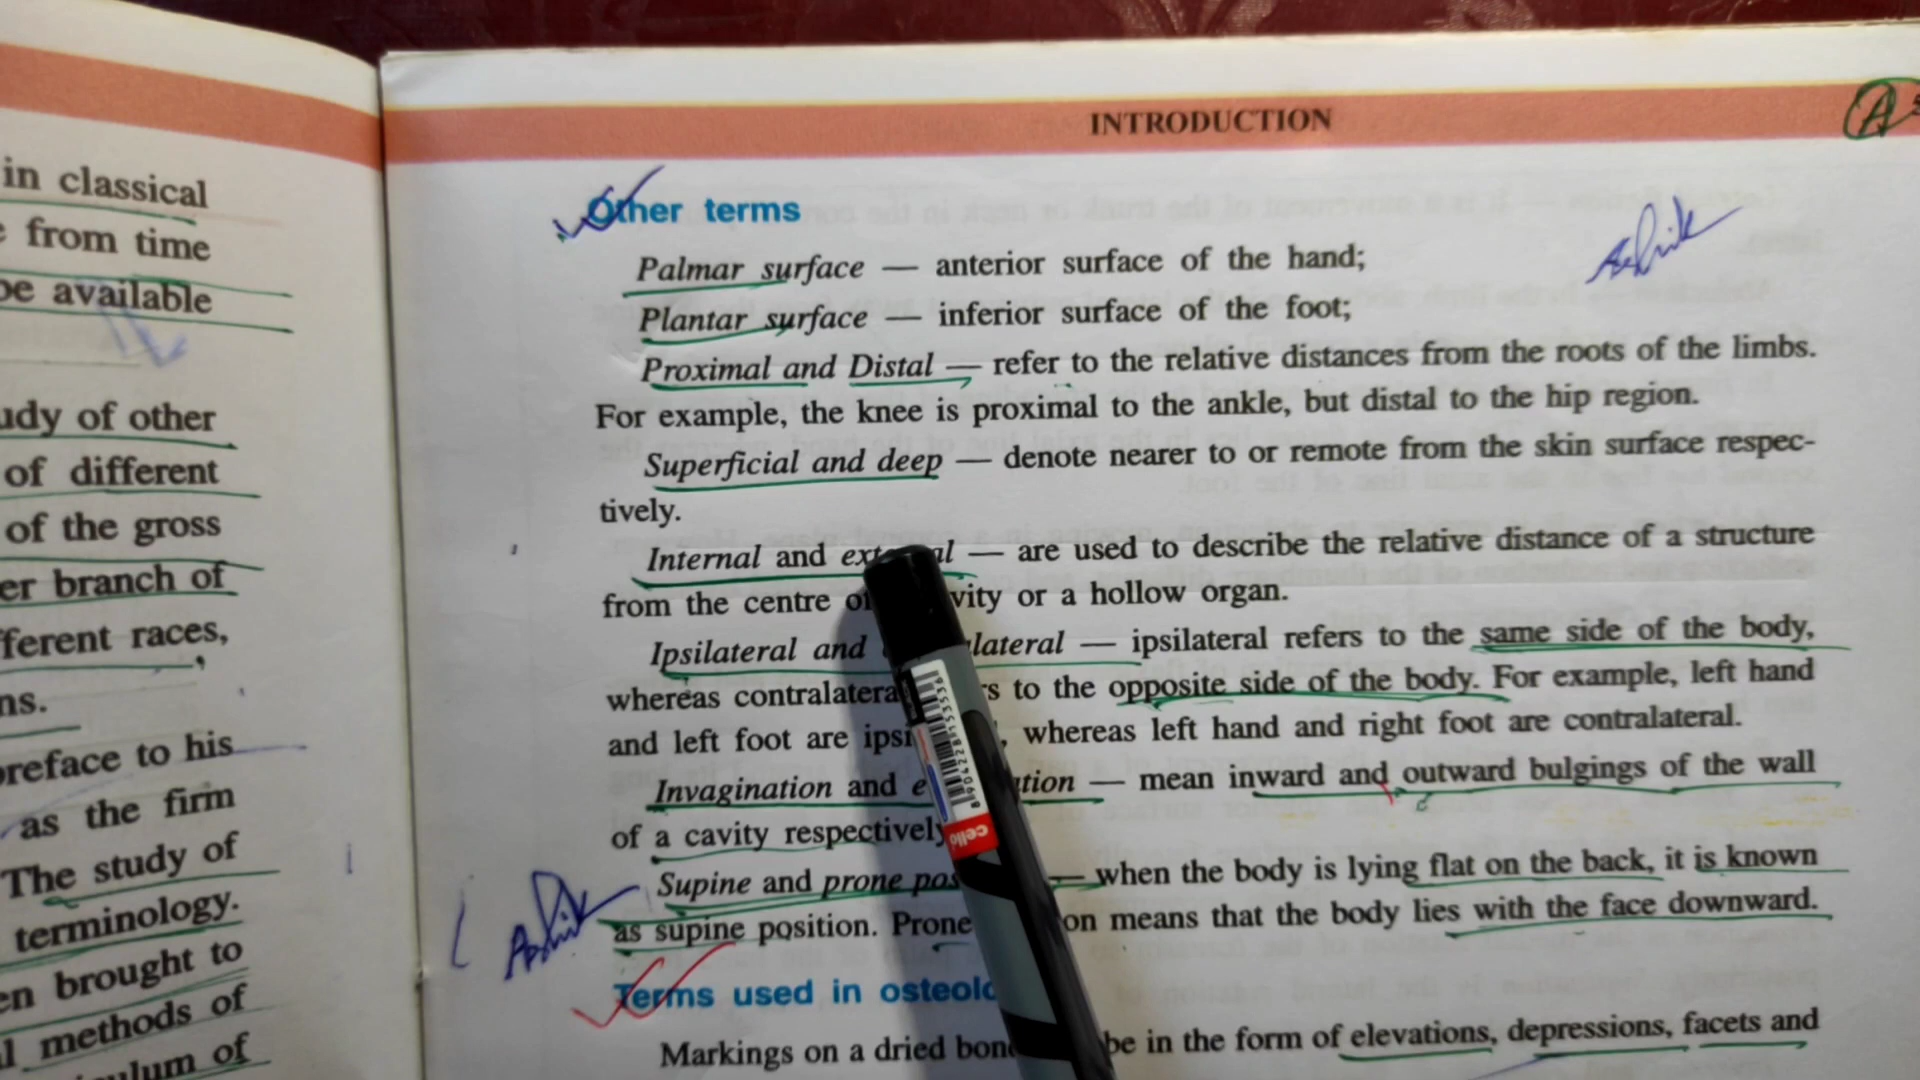 in classical
from time
be available
udy of other
of different
of the gross
er branch of
fferent races,
ns.
preface to his
as the firm
The study of
terminology.
en brought to
l methods of
culum of
INTRODUCTION
A
Other terms
Palmar surface — anterior surface of the hand;
Plantar surface — inferior surface of the foot;
Proximal and Distal — refer to the relative distances from the roots of the limbs.
For example, the knee is proximal to the ankle, but distal to the hip region.
Superficial and deep — denote nearer to or remote from the skin surface respec-
tively.
Internal and external — are used to describe the relative distance of a structure
from the centre of vity or a hollow organ.
Ipsilateral and lateral — ipsilateral refers to the same side of the body,
whereas contralatera s to the opposite side of the body. For example, left hand
and left foot are ipsi , whereas left hand and right foot are contralateral.
Invagination and e tion — mean inward and outward bulgings of the wall
of a cavity respectively
Supine and prone pos — when the body is lying flat on the back, it is known
as supine position. Prone on means that the body lies with the face downward.
Terms used in osteolo
Markings on a dried bone be in the form of elevations, depressions, facets and
8904228153536
cello